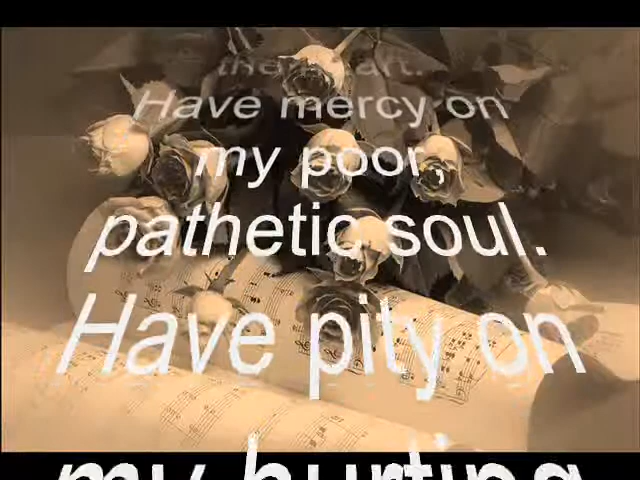 Have mercy on
my poor,
pathetic soul.
Have pity on
my hurting